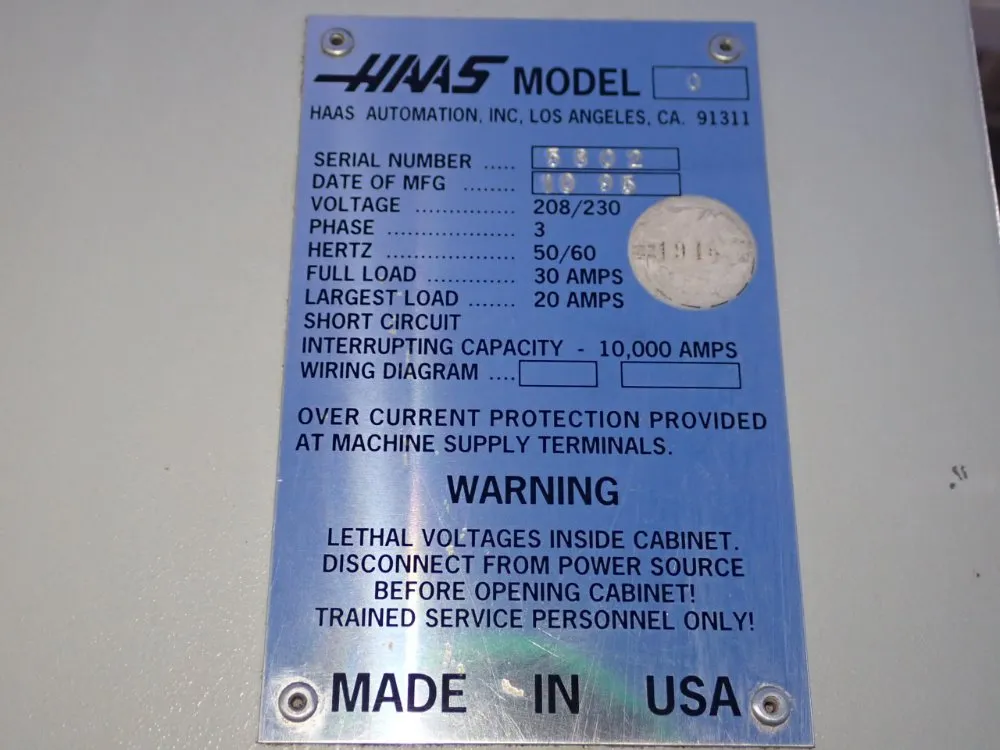 HAAS MODEL 0
HAAS AUTOMATION, INC, LOS ANGELES, CA. 91311
SERIAL NUMBER .....
DATE OF MFG ........ 10 95
VOLTAGE ............... 208/230
PHASE ................... 3
HERTZ ................... 50/60
FULL LOAD ............. 30 AMPS
LARGEST LOAD ....... 20 AMPS
SHORT CIRCUIT
INTERRUPTING CAPACITY - 10,000 AMPS
WIRING DIAGRAM ....
OVER CURRENT PROTECTION PROVIDED
AT MACHINE SUPPLY TERMINALS.
WARNING
LETHAL VOLTAGES INSIDE CABINET.
DISCONNECT FROM POWER SOURCE
BEFORE OPENING CABINET!
TRAINED SERVICE PERSONNEL ONLY!
MADE IN USA